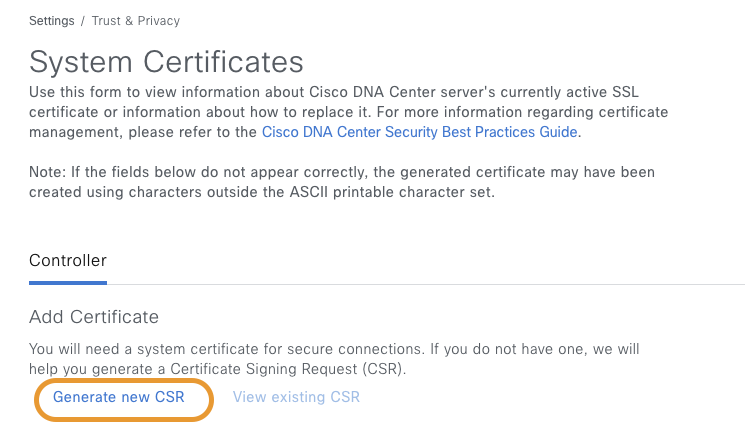 Settings / Trust & Privacy
System Certificates
Use this form to view information about Cisco DNA Center server's currently active SSL
certificate or information about how to replace it. For more information regarding certificate
management, please refer to the Cisco DNA Center Security Best Practices Guide.
Note: If the fields below do not appear correctly, the generated certificate may have been
created using characters outside the ASCII printable character set.
Controller
Add Certificate
You will need a system certificate for secure connections. If you do not have one, we will
help you generate a Certificate Signing Request (CSR).
Generate new CSR View existing CSR